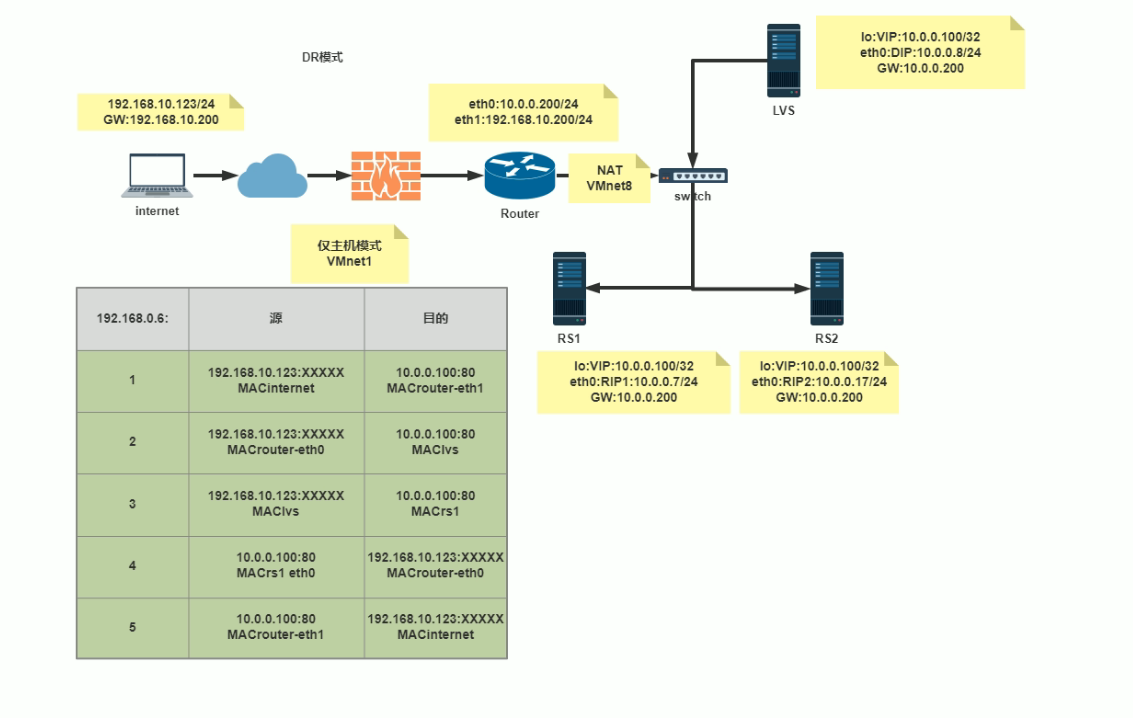 DR模式
lo:VIP:10.0.0.100/32
eth0:DIP:10.0.0.8/24
GW:10.0.0.200
LVS
192.168.10.123/24
GW:192.168.10.200
eth0:10.0.0.200/24
eth1:192.168.10.200/24
NAT
VMnet8
internet
Router
switch
仅主机模式
VMnet1
RS1
RS2
lo:VIP:10.0.0.100/32
eth0:RIP1:10.0.0.7/24
GW:10.0.0.200
lo:VIP:10.0.0.100/32
eth0:RIP2:10.0.0.17/24
GW:10.0.0.200
192.168.0.6:
源
目的
1
192.168.10.123:XXXXX
MACinternet
10.0.0.100:80
MACrouter-eth1
2
192.168.10.123:XXXXX
MACrouter-eth0
10.0.0.100:80
MAClvs
3
192.168.10.123:XXXXX
MAClvs
10.0.0.100:80
MACrs1
4
10.0.0.100:80
MACrs1 eth0
192.168.10.123:XXXXX
MACrouter-eth0
5
10.0.0.100:80
MACrouter-eth1
192.168.10.123:XXXXX
MACinternet